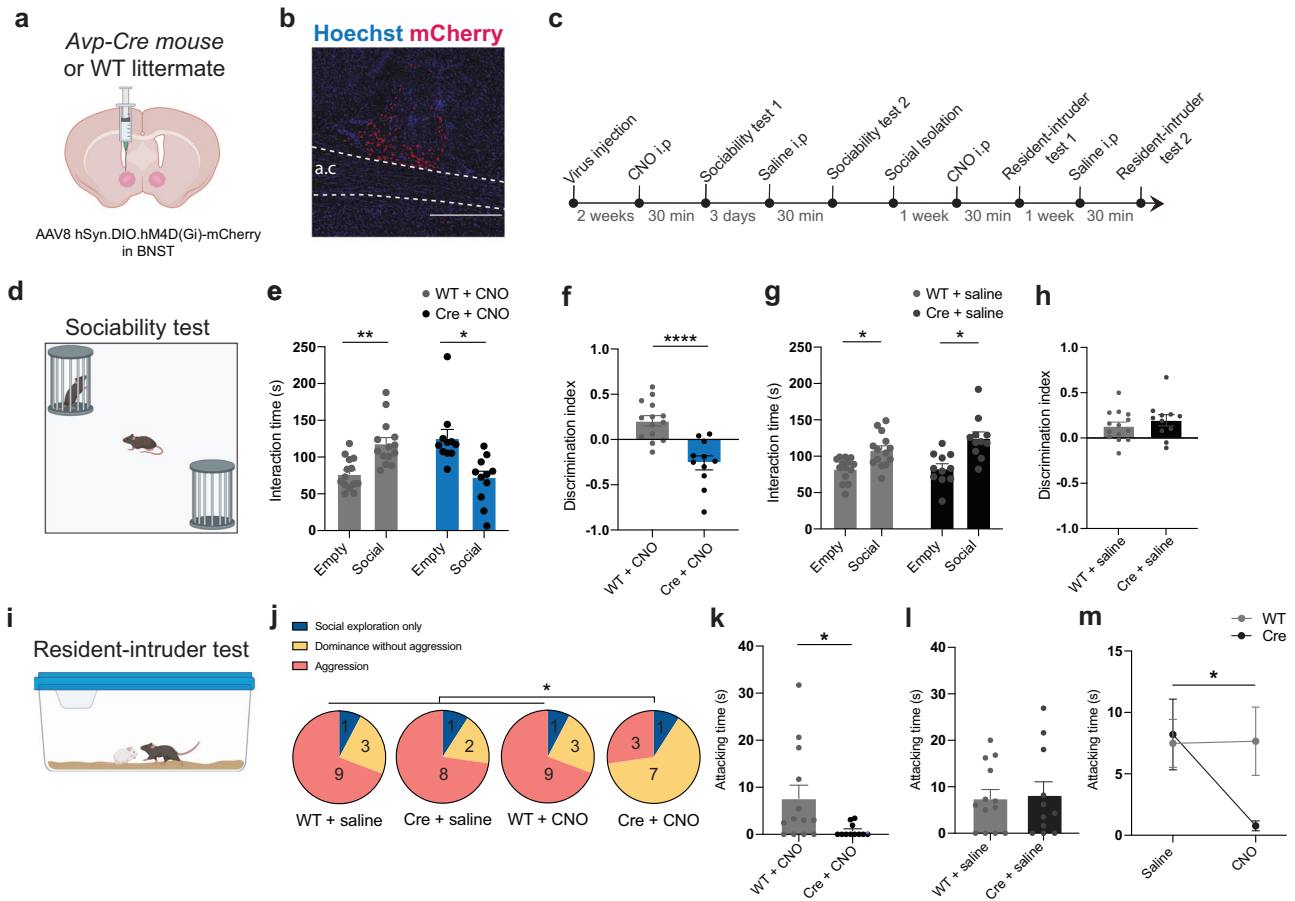 a
Avp-Cre mouse
or WT littermate
AAV8 hSyn.DIO.hM4D(Gi)-mCherry
in BNST
b
Hoechst mCherry
a.c
c
Virus injection
CNO i.p
Sociability test 1
Saline i.p
Sociability test 2
Social Isolation
CNO i.p
Resident-intruder
test 1
Saline i.p
Resident-intruder
test 2
2 weeks 30 min 3 days 30 min 1 week 30 min 1 week 30 min
d
Sociability test
e
WT + CNO
Cre + CNO
** *
Interaction time (s)
250
200
150
100
50
0
Empty Social Empty Social
f
****
Discrimination index
1.0
0.5
0.0
-0.5
-1.0
WT + CNO Cre + CNO
g
WT + saline
Cre + saline
* *
Interaction time (s)
250
200
150
100
50
0
Empty Social Empty Social
h
Discrimination index
1.0
0.5
0.0
-0.5
-1.0
WT + saline Cre + saline
i
Resident-intruder test
j
Social exploration only
Dominance without aggression
Aggression
*
1 3 9
1 2 8
1 3 9
1 3 7
WT + saline Cre + saline WT + CNO Cre + CNO
k
*
Attacking time (s)
40
30
20
10
0
WT + CNO Cre + CNO
l
Attacking time (s)
40
30
20
10
0
WT + saline Cre + saline
m
WT
Cre
*
Attacking time (s)
15
10
5
0
Saline CNO